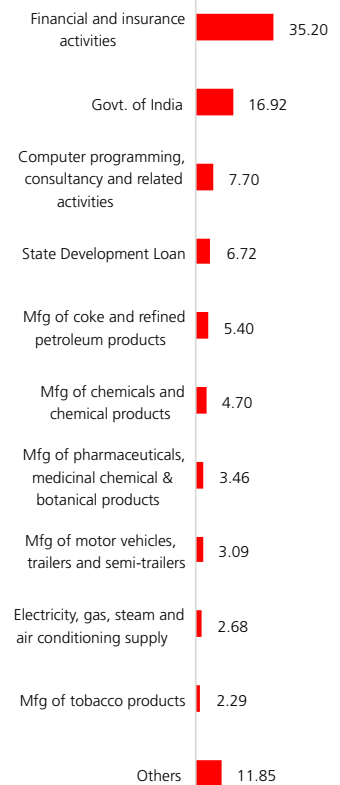 Financial and insurance
activities
35.20
Govt. of India
16.92
Computer programming,
consultancy and related
activities
7.70
State Development Loan
6.72
Mfg of coke and refined
petroleum products
5.40
Mfg of chemicals and
chemical products
4.70
Mfg of pharmaceuticals,
medicinal chemical &
botanical products
3.46
Mfg of motor vehicles,
trailers and semi-trailers
3.09
Electricity, gas, steam and
air conditioning supply
2.68
Mfg of tobacco products
2.29
Others
11.85